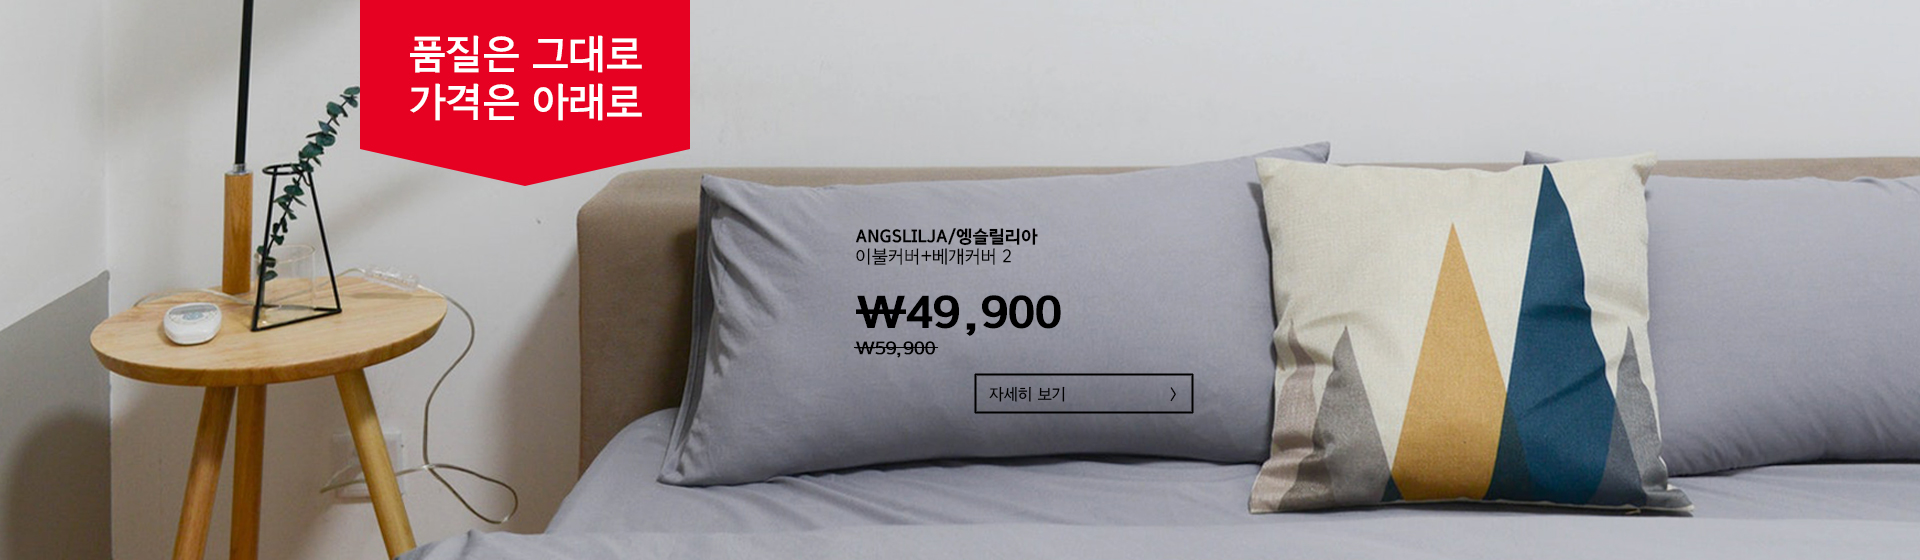 품질은 그대로
가격은 아래로
ANGSLILJA/엥슬릴리아
이불커버+베개커버 2
₩49,900
₩59,900
자세히 보기 >